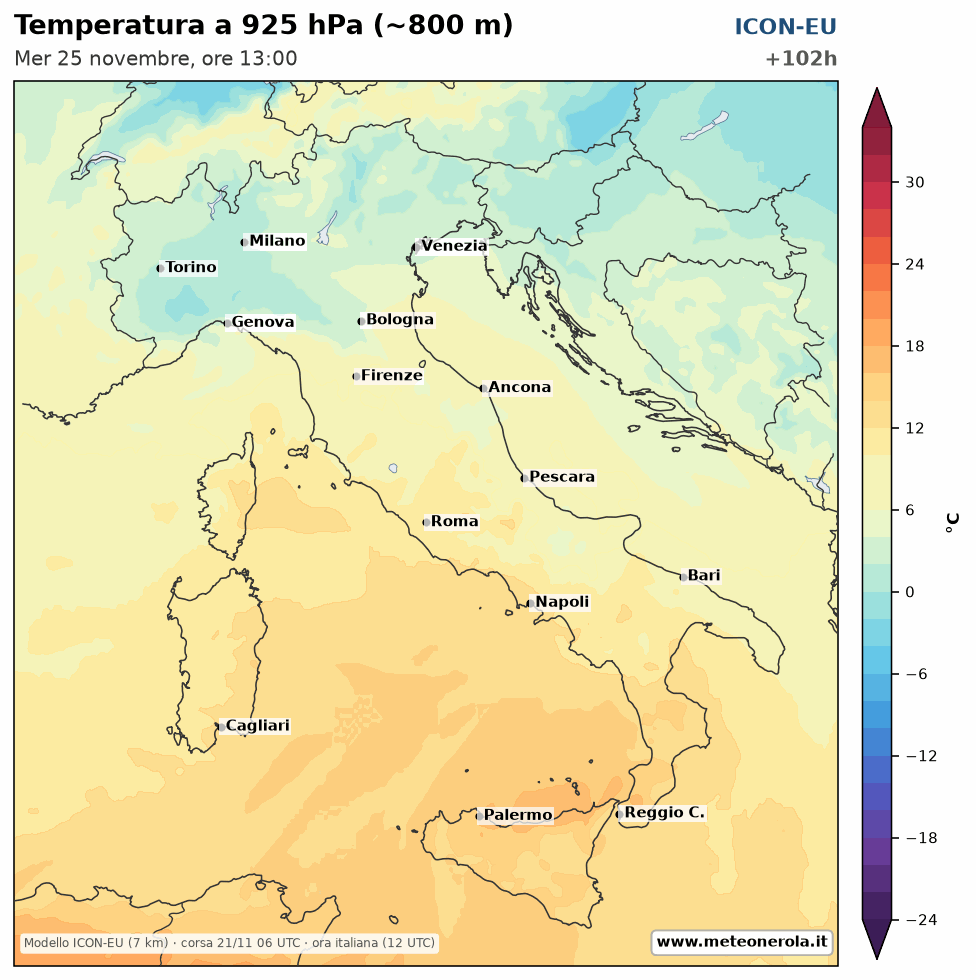 Temperatura a 925 hPa (~800 m)
ICON-EU
Mer 25 novembre, ore 13:00
+102h
Milano
Venezia
Torino
Genova
Bologna
Firenze
Ancona
Pescara
Roma
Bari
Napoli
Cagliari
Palermo
Reggio C.
30
24
18
12
6
0
−6
−12
−18
−24
°C
Modello ICON-EU (7 km) · corsa 21/11 06 UTC · ora italiana (12 UTC)
www.meteonerola.it